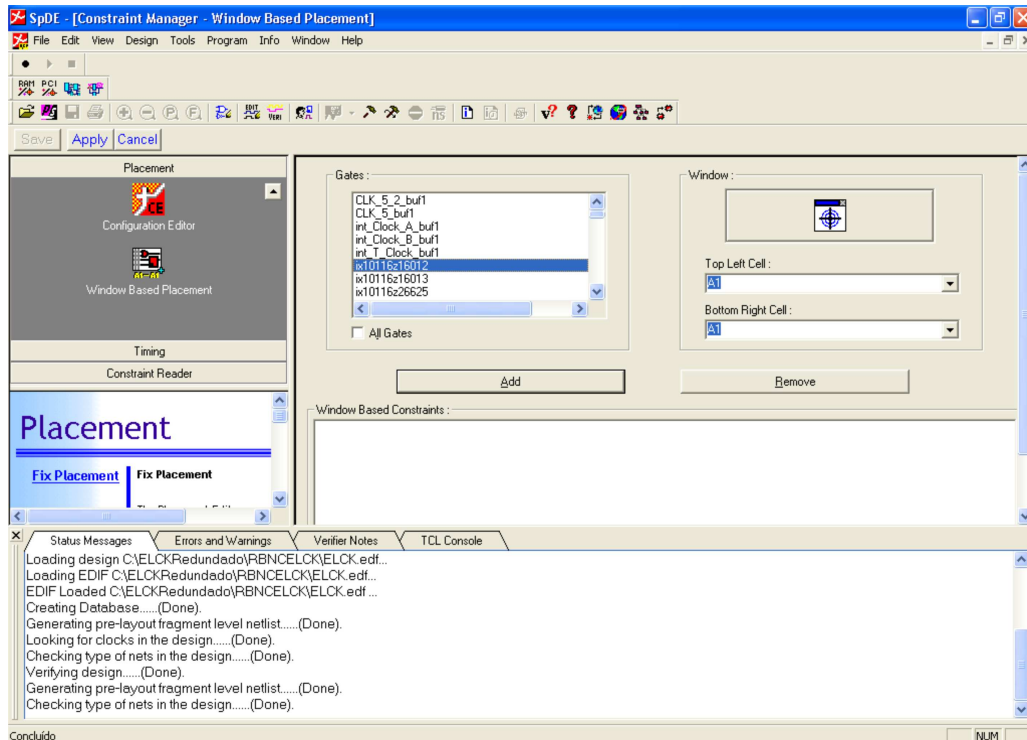 SpDE - [Constraint Manager - Window Based Placement]
File Edit View Design Tools Program Info Window Help
RAM PCI
EDIT VERI
Save Apply Cancel
Placement
Configuration Editor
Window Based Placement
Timing
Constraint Reader
Placement
Fix Placement Fix Placement
Gates :
CLK_5_2_buf1
CLK_5_buf1
int_Clock_A_buf1
int_Clock_B_buf1
int_T_Clock_buf1
ix10116z16012
ix10116z16013
ix10116z26625
All Gates
Window :
Top Left Cell :
A1
Bottom Right Cell :
A1
Add Remove
Window Based Constraints :
Status Messages Errors and Warnings Verifier Notes TCL Console
Loading design C:\ELCKRedundado\RBNCELCK\ELCK.edf...
Loading EDIF C:\ELCKRedundado\RBNCELCK\ELCK.edf...
EDIF Loaded C:\ELCKRedundado\RBNCELCK\ELCK.edf ...
Creating Database......(Done).
Generating pre-layout fragment level netlist......(Done).
Looking for clocks in the design......(Done).
Checking type of nets in the design......(Done).
Verifying design......(Done).
Generating pre-layout fragment level netlist......(Done).
Checking type of nets in the design......(Done).
Concluído NUM